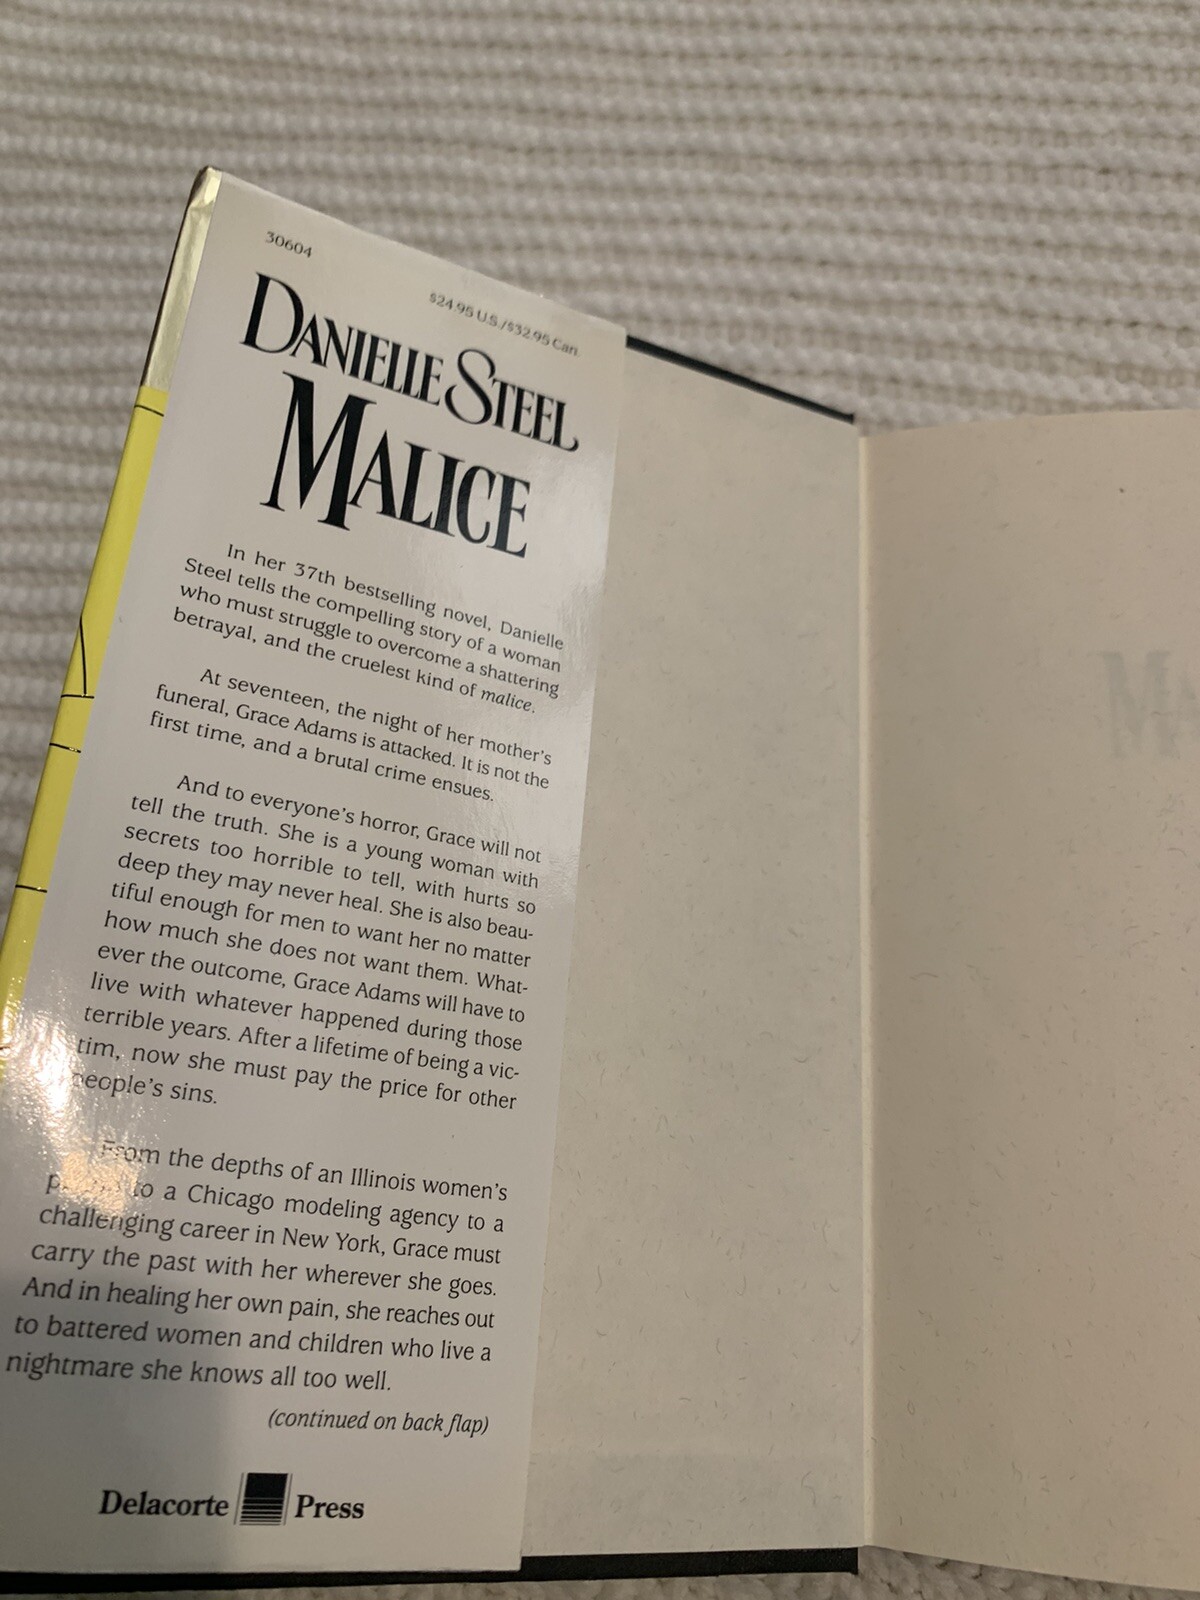 30604
$24.95 U.S./$32.95 Can.
DANIELLE STEEL
MALICE
In her 37th bestselling novel, Danielle
Steel tells the compelling story of a woman
who must struggle to overcome a shattering
betrayal, and the cruelest kind of malice.
At seventeen, the night of her mother's
funeral, Grace Adams is attacked. It is not the
first time, and a brutal crime ensues.
And to everyone's horror, Grace will not
tell the truth. She is a young woman with
secrets too horrible to tell, with hurts so
deep they may never heal. She is also beau-
tiful enough for men to want her no matter
how much she does not want them. What-
ever the outcome, Grace Adams will have to
live with whatever happened during those
terrible years. After a lifetime of being a vic-
tim, now she must pay the price for other
people's sins.
From the depths of an Illinois women's
to a Chicago modeling agency to a
challenging career in New York, Grace must
carry the past with her wherever she goes.
And in healing her own pain, she reaches out
to battered women and children who live a
nightmare she knows all too well.
(continued on back flap)
Delacorte Press
M